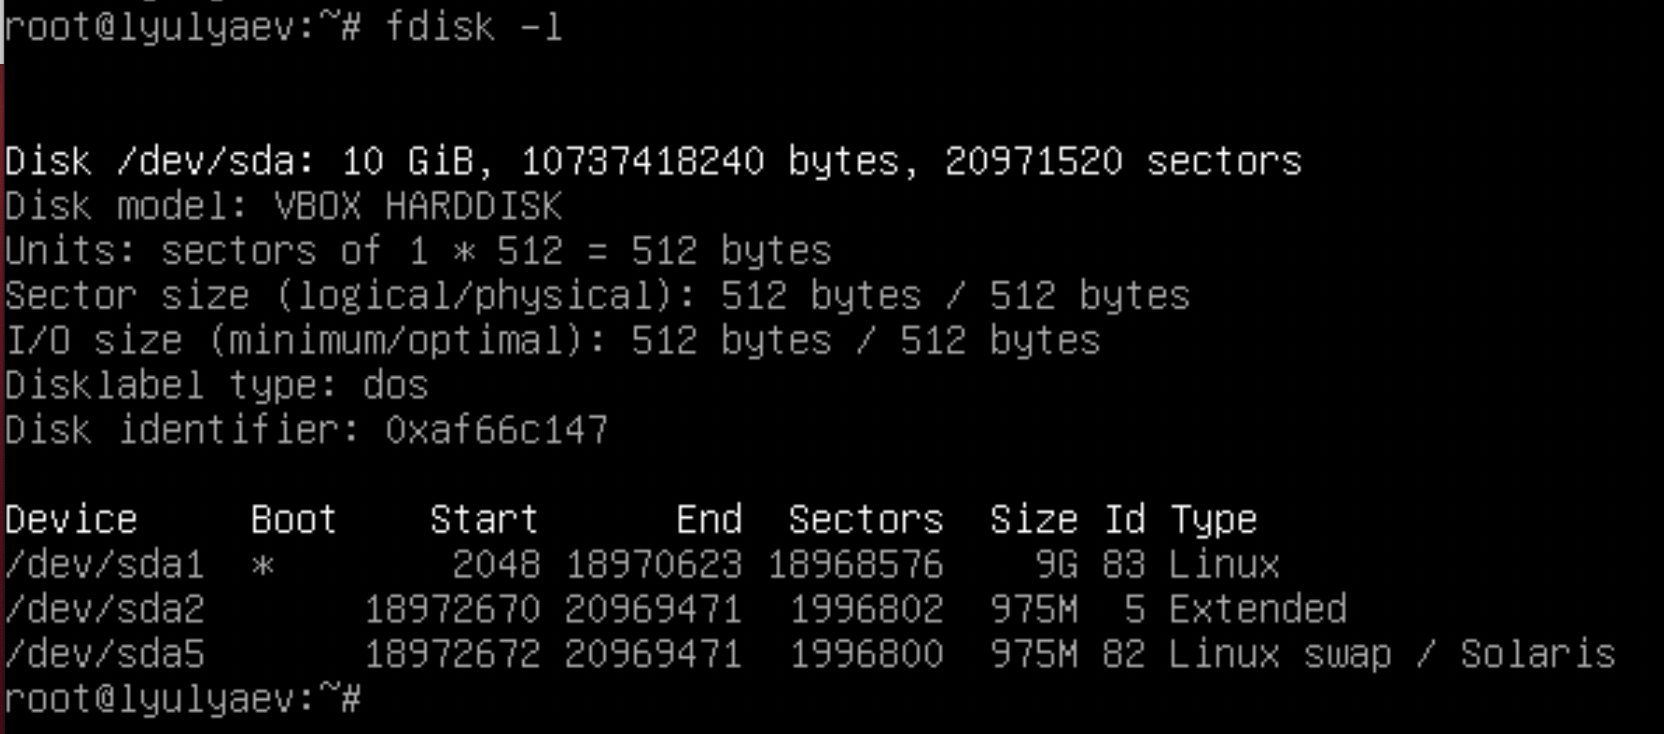 root@lyulyaev:~# fdisk -l
Disk /dev/sda: 10 GiB, 10737418240 bytes, 20971520 sectors
Disk model: VBOX HARDDISK
Units: sectors of 1 * 512 = 512 bytes
Sector size (logical/physical): 512 bytes / 512 bytes
I/O size (minimum/optimal): 512 bytes / 512 bytes
Disklabel type: dos
Disk identifier: 0xaf66c147
Device     Boot    Start      End  Sectors  Size Id Type
/dev/sda1  *        2048 18970623 18968576    9G 83 Linux
/dev/sda2       18972670 20969471  1996802  975M  5 Extended
/dev/sda5       18972672 20969471  1996800  975M 82 Linux swap / Solaris
root@lyulyaev:~#